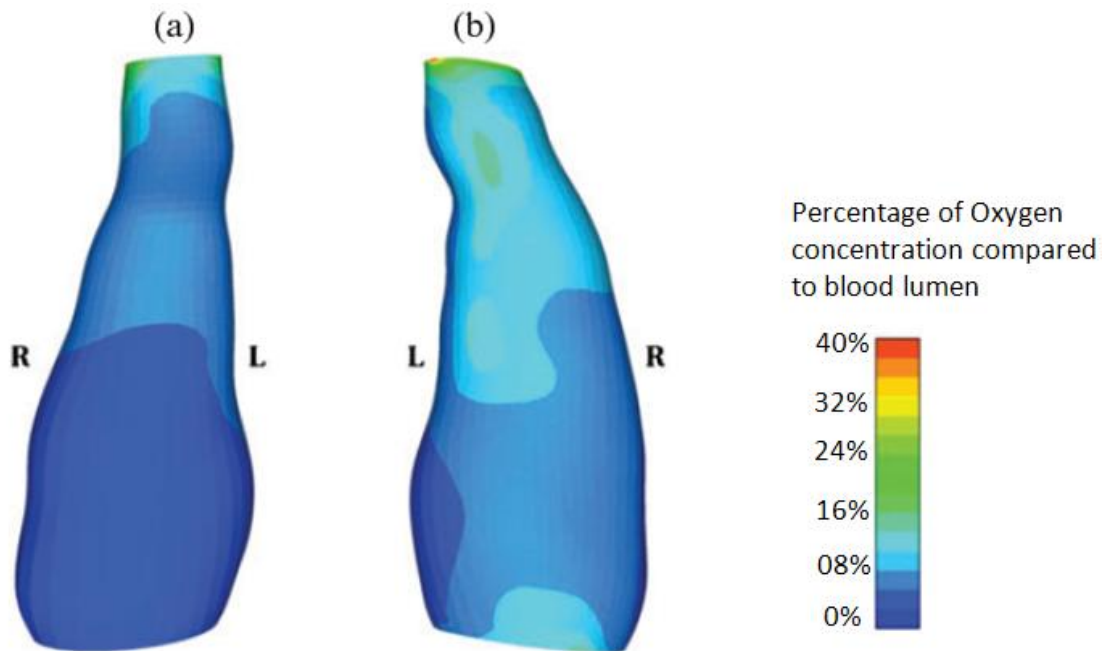 (a)
(b)
R
L
L
R
Percentage of Oxygen
concentration compared
to blood lumen
40%
32%
24%
16%
08%
0%